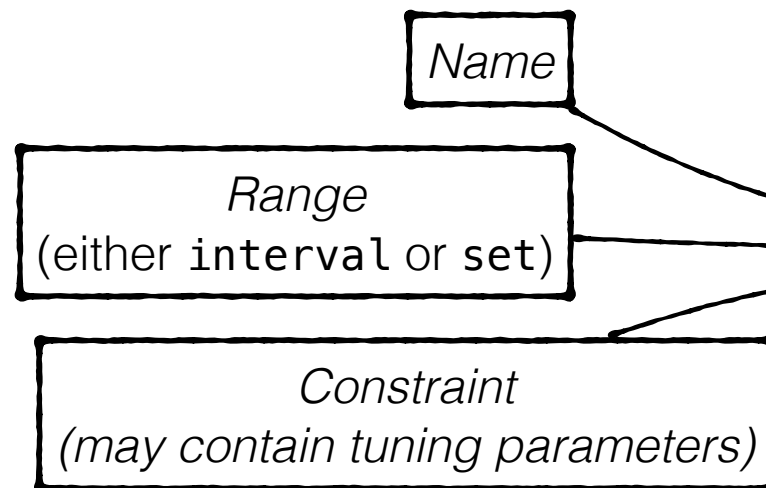 Name
Range
(either interval or set)
Constraint
(may contain tuning parameters)